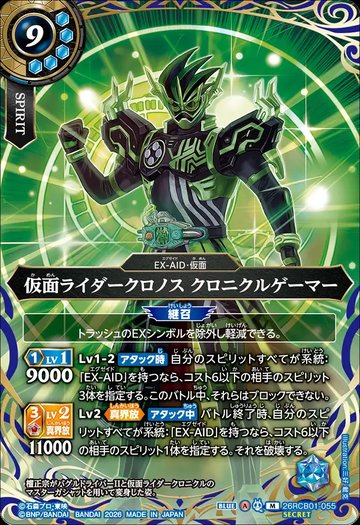 9
SPIRIT
EX-AID・仮面
仮面ライダークロノス クロニクルゲーマー
継召
トラッシュのEXシンボルを除外し軽減できる。
1 LV1 9000
Lv1-2 アタック時 自分のスピリットすべてが系統:
「EX-AID」を持つなら、コスト6以下の相手のスピリット
3体を指定する。このバトル中、それらはブロックできない。
3 真界放 LV2 11000
Lv2 真界放 アタック中 バトル終了時、自分のスピ
リットすべてが系統:「EX-AID」を持つなら、コスト6以下
の相手のスピリット1体を破壊する。それを破壊する。
檀正宗がバグルドライバーⅡと仮面ライダークロニクルの
マスターガシャットを用いて変身した姿。
©石森プロ・東映
©BNP/BANDAI ©BANDAI 2026 MADE IN JAPAN
BLUE A M 26RCB01-055
SECRET